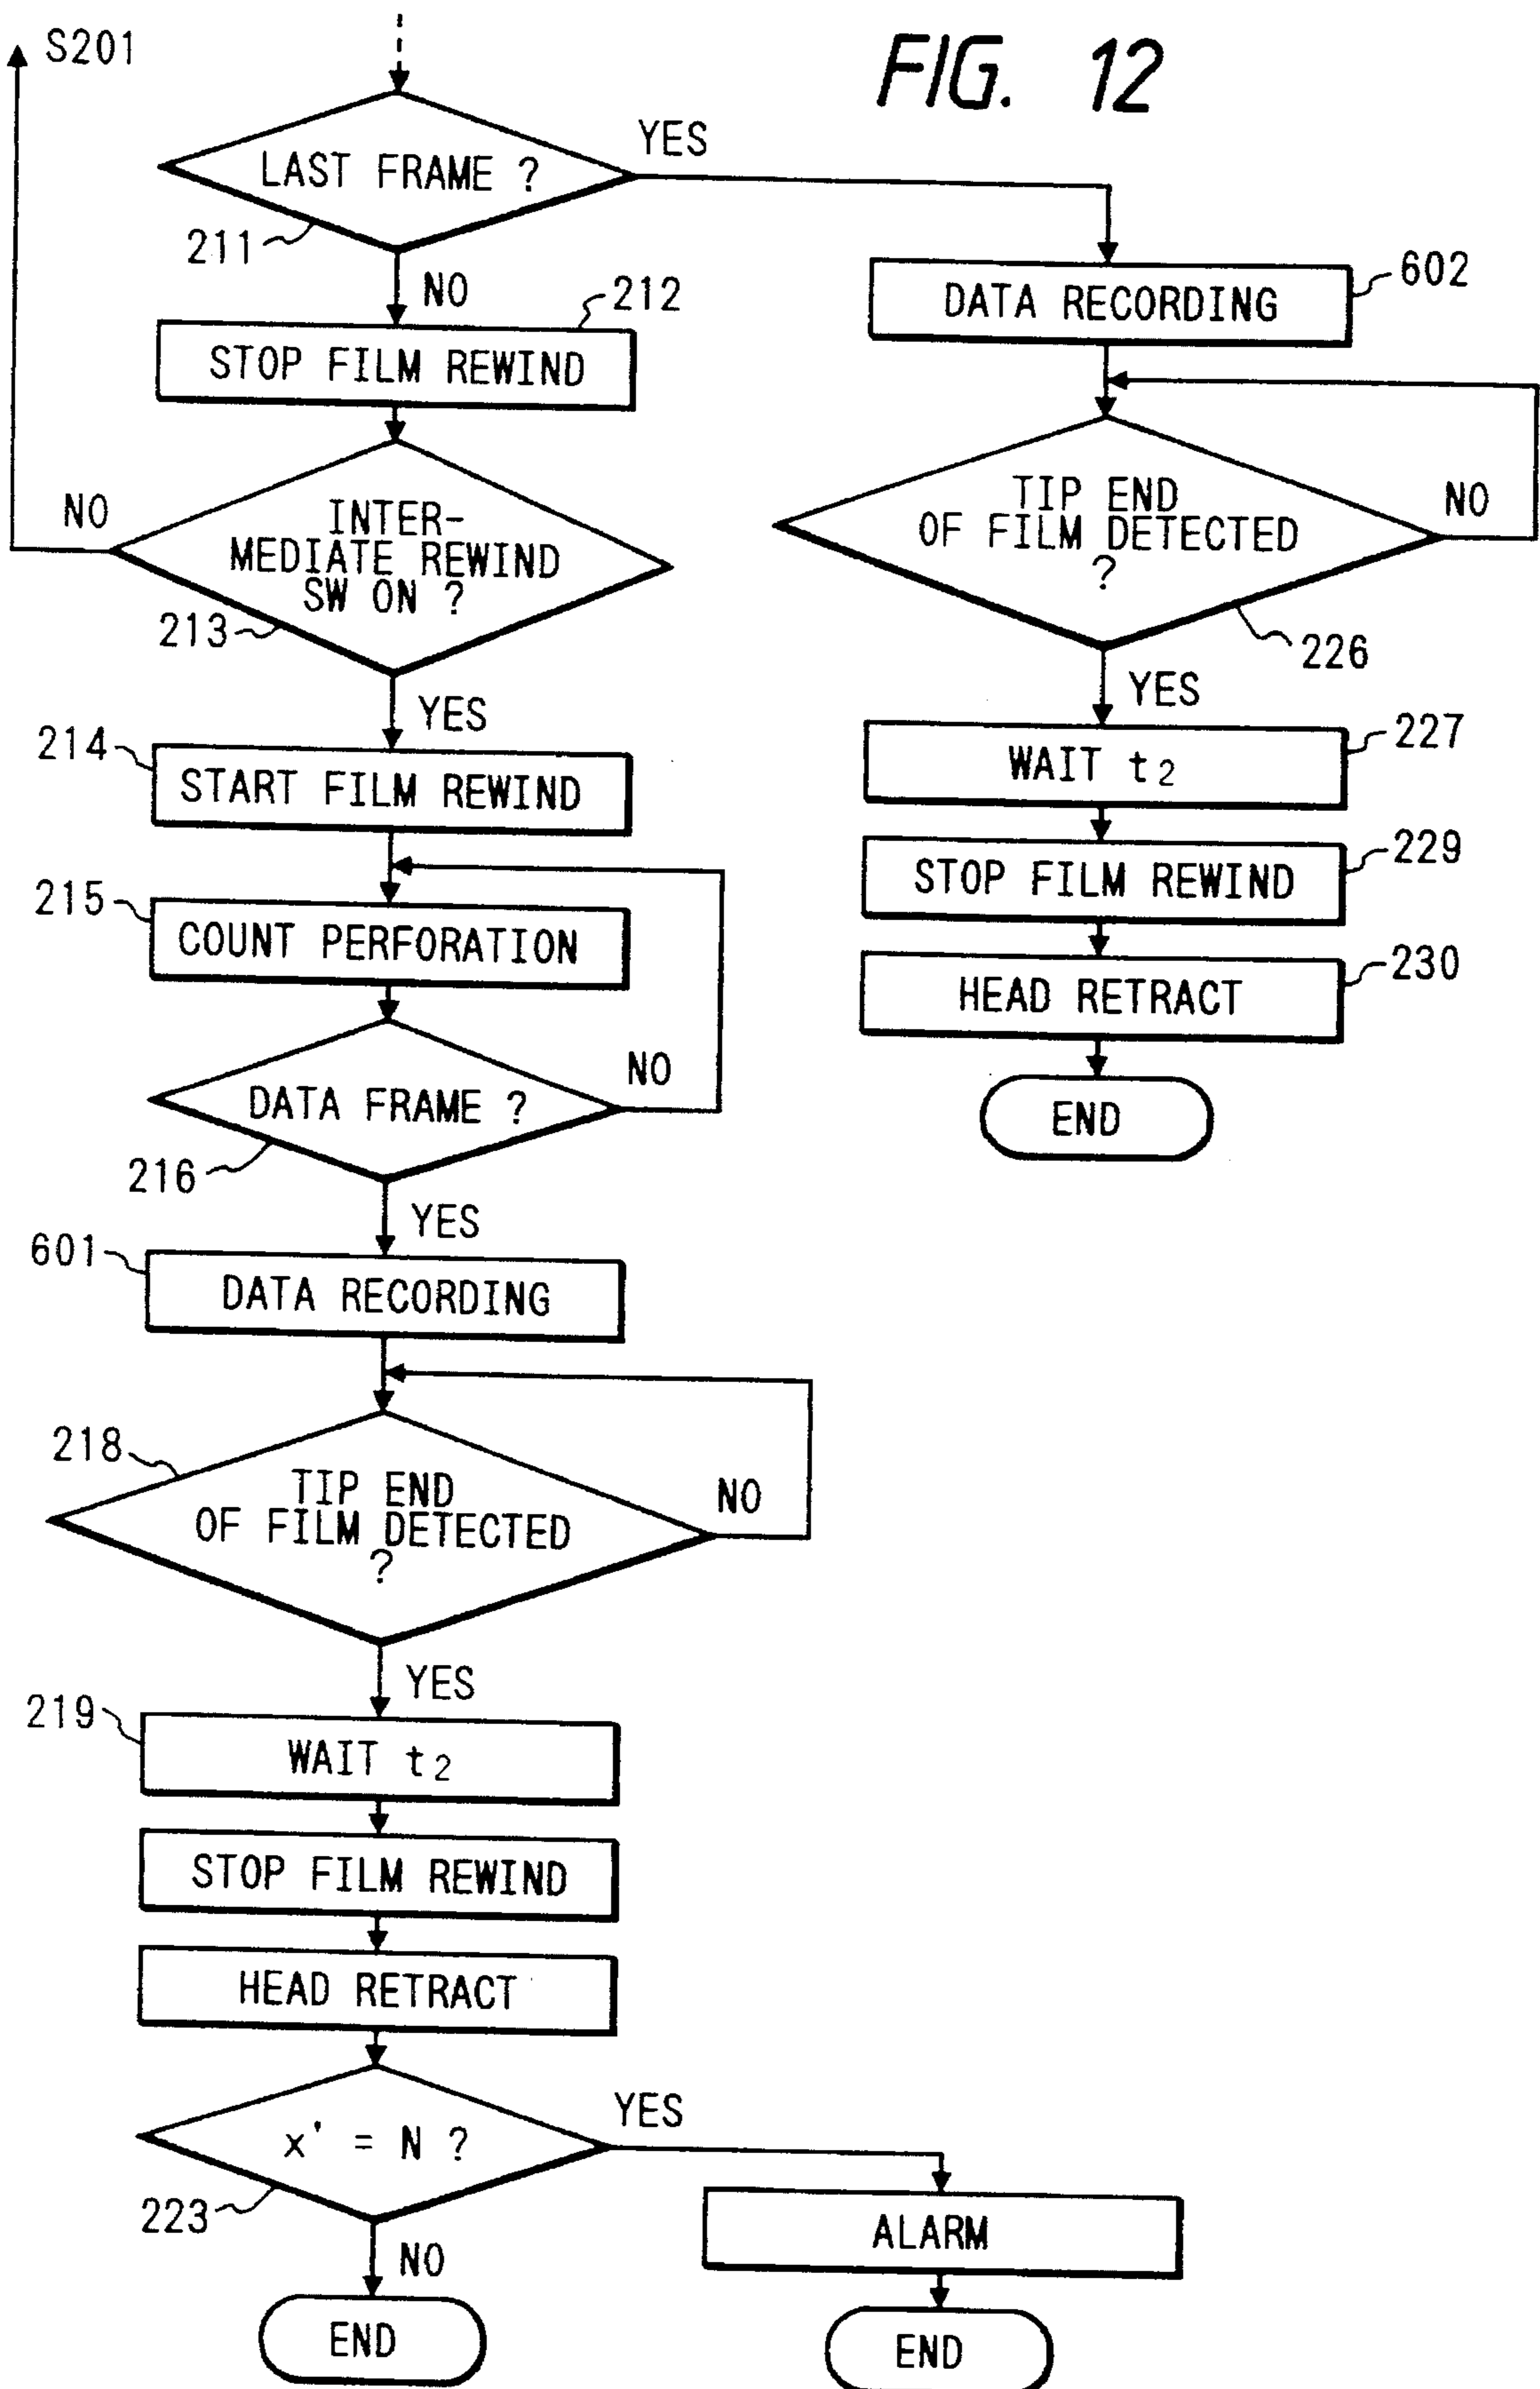 S201
FIG. 12
LAST FRAME ?
YES
211
NO
212
STOP FILM REWIND
602
DATA RECORDING
NO
INTER-
MEDIATE REWIND
SW ON ?
213
TIP END
OF FILM DETECTED
?
NO
226
YES
YES
214
START FILM REWIND
227
WAIT t2
215
COUNT PERFORATION
229
STOP FILM REWIND
230
HEAD RETRACT
NO
DATA FRAME ?
216
END
YES
601
DATA RECORDING
218
TIP END
OF FILM DETECTED
?
NO
YES
219
WAIT t2
STOP FILM REWIND
HEAD RETRACT
x' = N ?
YES
223
NO
ALARM
END
END